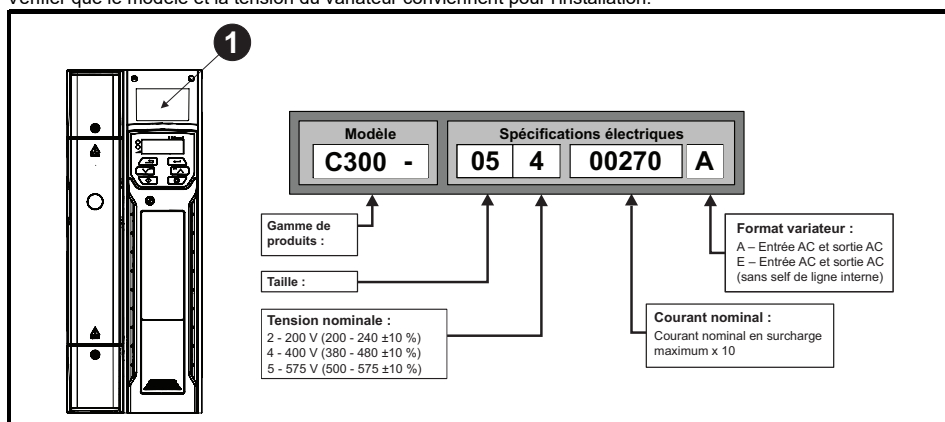 Vérifier que le modèle et la tension du variateur conviennent pour l'installation.
1
Modèle
Spécifications électriques
C300 -
05 4 00270 A
Gamme de
produits :
Taille :
Tension nominale :
2 - 200 V (200 - 240 ±10 %)
4 - 400 V (380 - 480 ±10 %)
5 - 575 V (500 - 575 ±10 %)
Format variateur :
A – Entrée AC et sortie AC
E – Entrée AC et sortie AC
(sans self de ligne interne)
Courant nominal :
Courant nominal en surcharge
maximum x 10